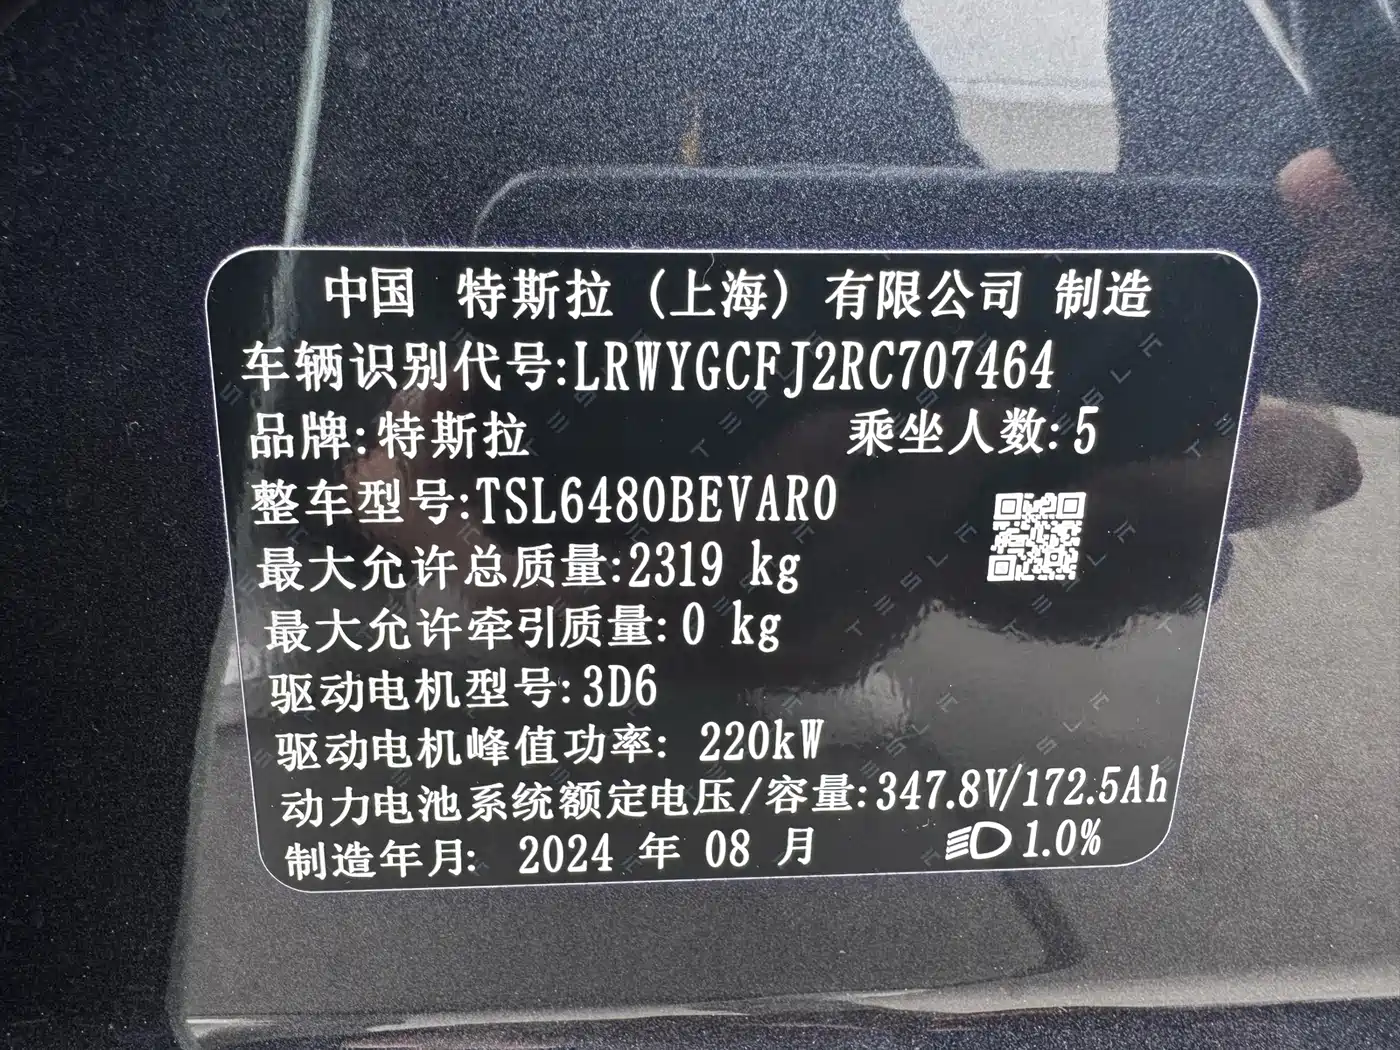 中国 特斯拉（上海）有限公司 制造
车辆识别代号:LRWYGCFJ2RC707464
品牌:特斯拉 乘坐人数:5
整车型号:TSL6480BEVAR0
最大允许总质量:2319 kg
最大允许牵引质量: 0 kg
驱动电机型号:3D6
驱动电机峰值功率: 220kW
动力电池系统额定电压/容量:347.8V/172.5Ah
制造年月: 2024 年 08 月 1.0%
TESLA